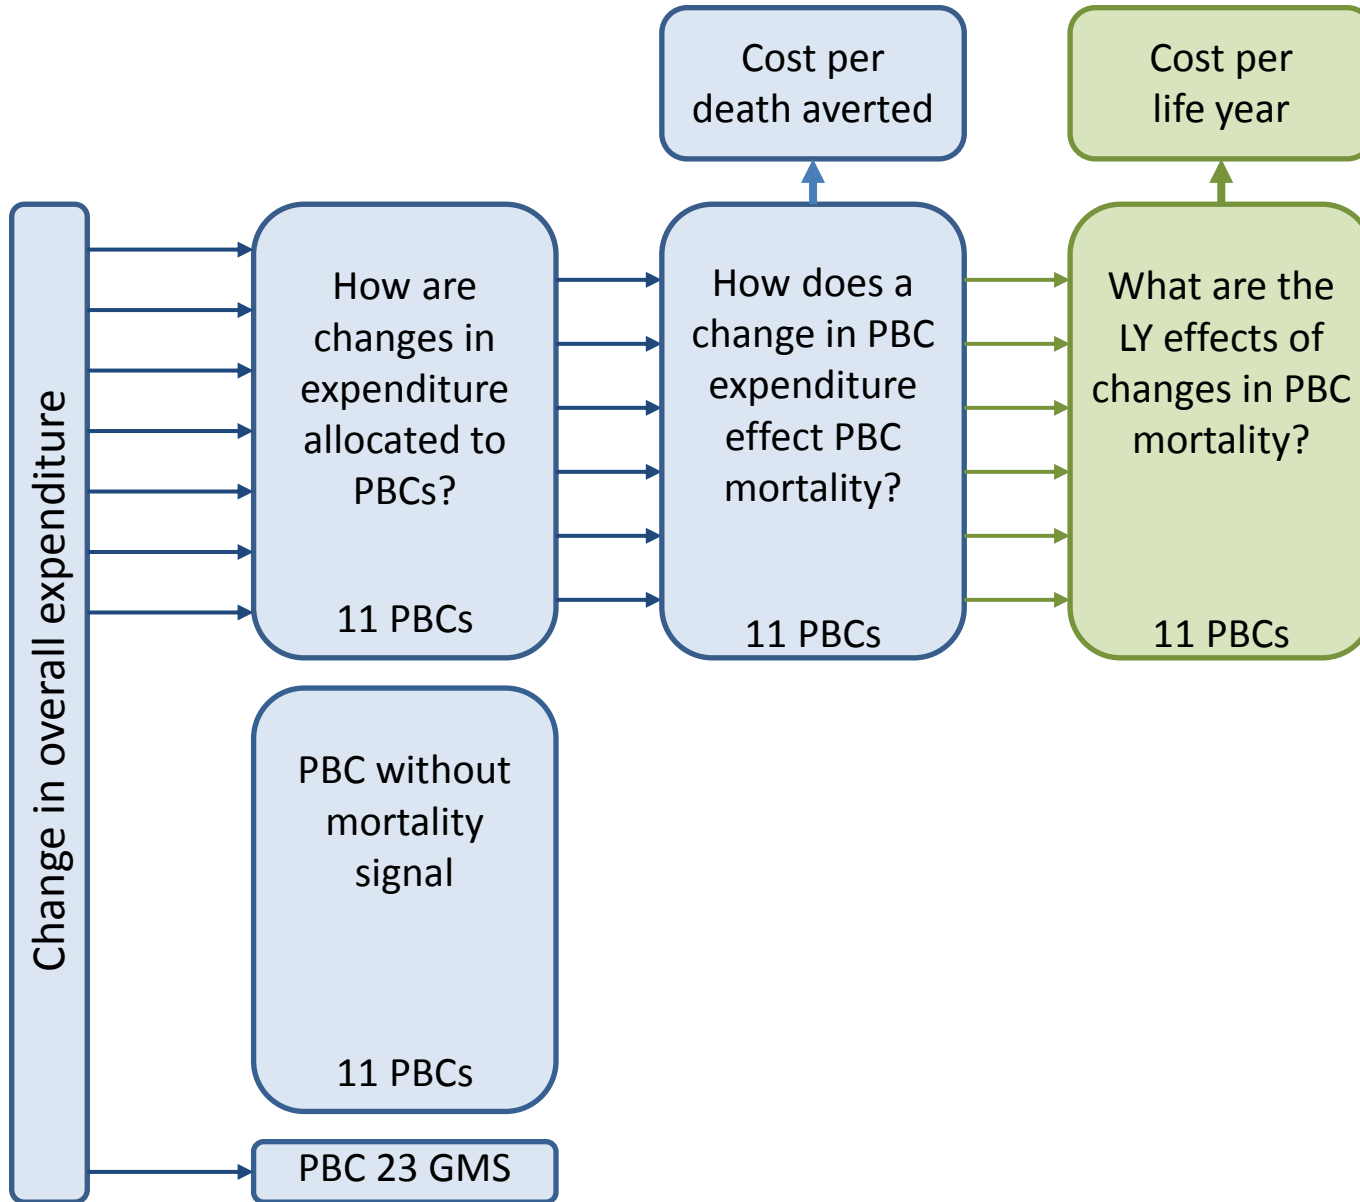 Cost per
death averted
Cost per
life year
Change in overall expenditure
How are
changes in
expenditure
allocated to
PBCs?
11 PBCs
How does a
change in PBC
expenditure
effect PBC
mortality?
11 PBCs
What are the
LY effects of
changes in PBC
mortality?
11 PBCs
PBC without
mortality
signal
11 PBCs
PBC 23 GMS